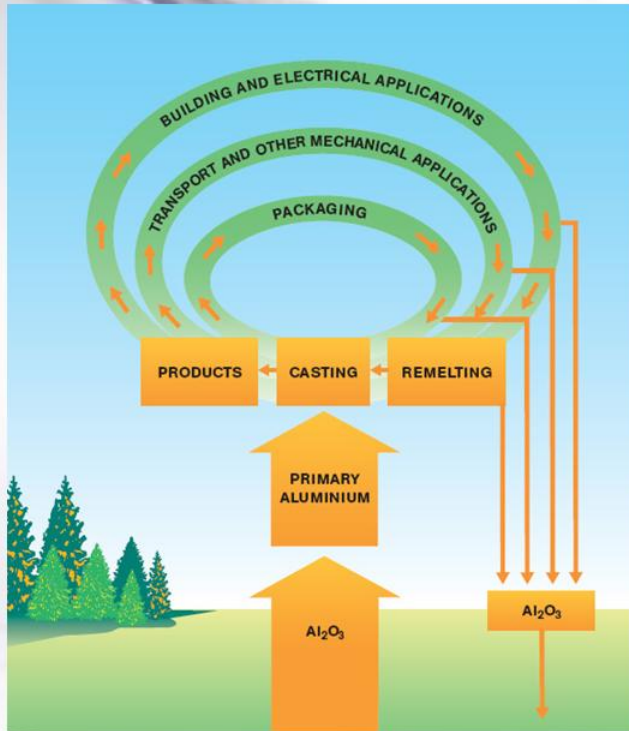 BUILDING AND ELECTRICAL APPLICATIONS
TRANSPORT AND OTHER MECHANICAL APPLICATIONS
PACKAGING
PRODUCTS
CASTING
REMELTING
PRIMARY
ALUMINIUM
Al₂O₃
Al₂O₃